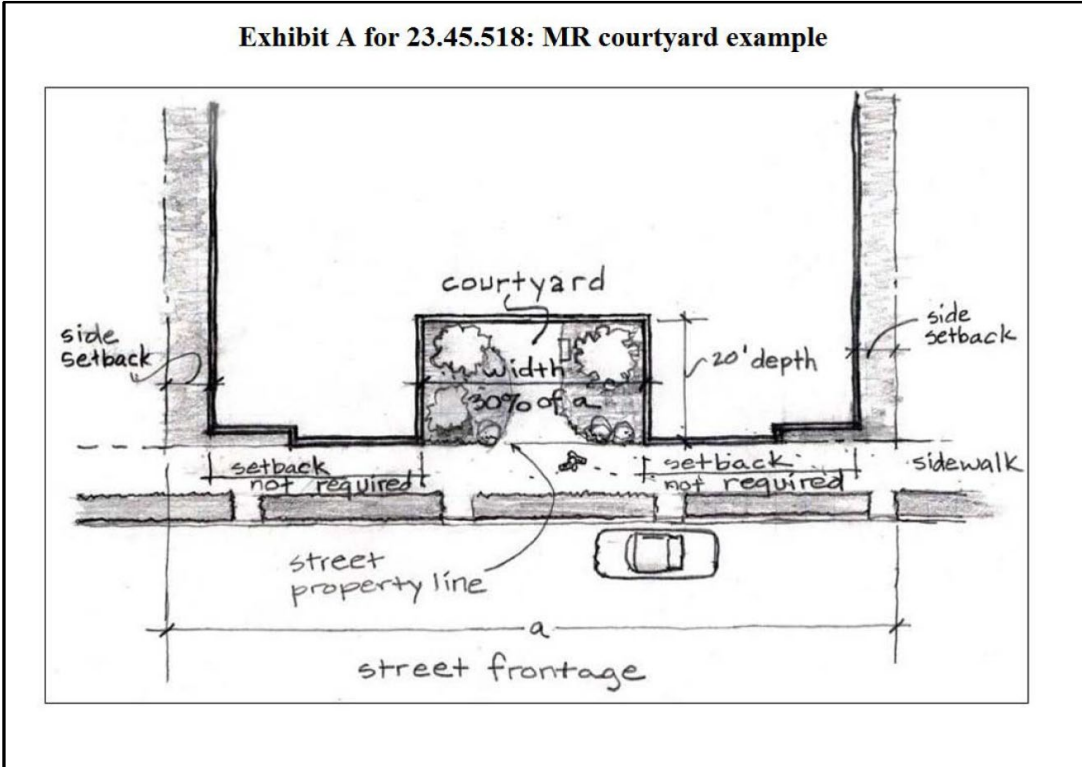 Exhibit A for 23.45.518: MR courtyard example
courtyard
side
setback
side
setback
width
20' depth
30% of a
setback
not required
setback
not required
sidewalk
street
property line
a
street frontage